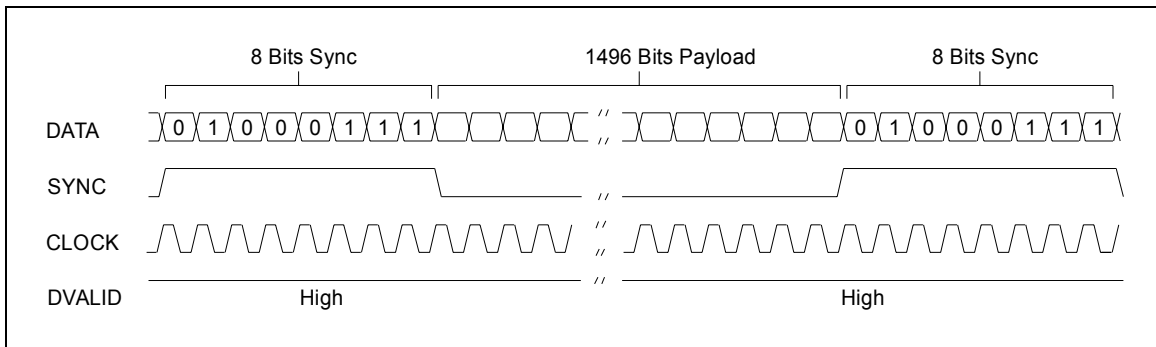 8 Bits Sync 1496 Bits Payload 8 Bits Sync
DATA 0 1 0 0 0 1 1 1 0 1 0 0 0 1 1 1
SYNC
CLOCK
DVALID High High